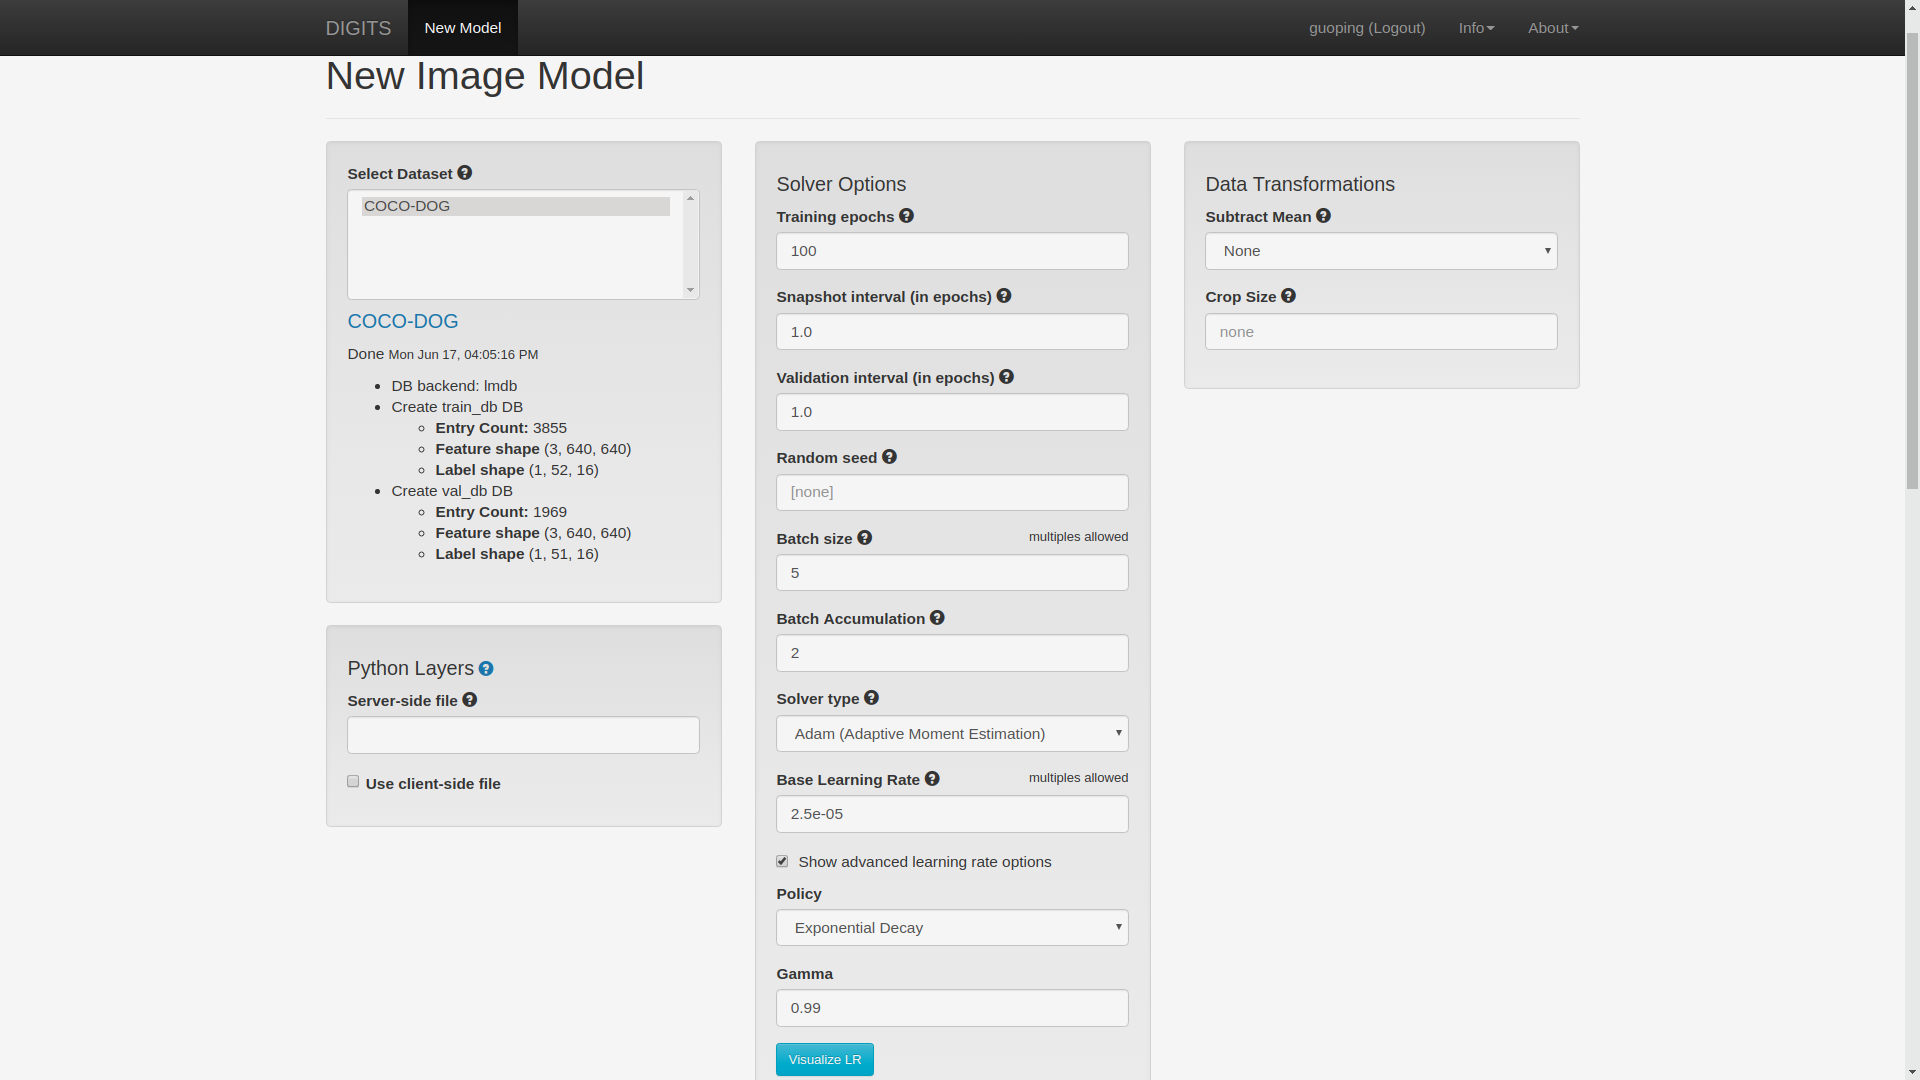 DIGITS New Model guoping (Logout) Info About
New Image Model
Select Dataset
COCO-DOG
COCO-DOG
Done Mon Jun 17, 04:05:16 PM
DB backend: lmdb
Create train_db DB
Entry Count: 3855
Feature shape (3, 640, 640)
Label shape (1, 52, 16)
Create val_db DB
Entry Count: 1969
Feature shape (3, 640, 640)
Label shape (1, 51, 16)
Python Layers
Server-side file
Use client-side file
Solver Options
Training epochs
100
Snapshot interval (in epochs)
1.0
Validation interval (in epochs)
1.0
Random seed
[none]
Batch size multiples allowed
5
Batch Accumulation
2
Solver type
Adam (Adaptive Moment Estimation)
Base Learning Rate multiples allowed
2.5e-05
Show advanced learning rate options
Policy
Exponential Decay
Gamma
0.99
Visualize LR
Data Transformations
Subtract Mean
None
Crop Size
none